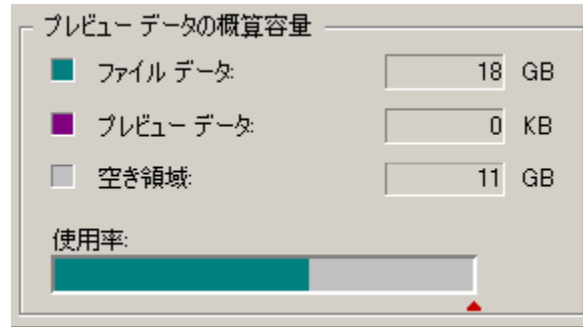 プレビュー データの概算容量
ファイル データ: 18 GB
プレビュー データ: 0 KB
空き領域: 11 GB
使用率: